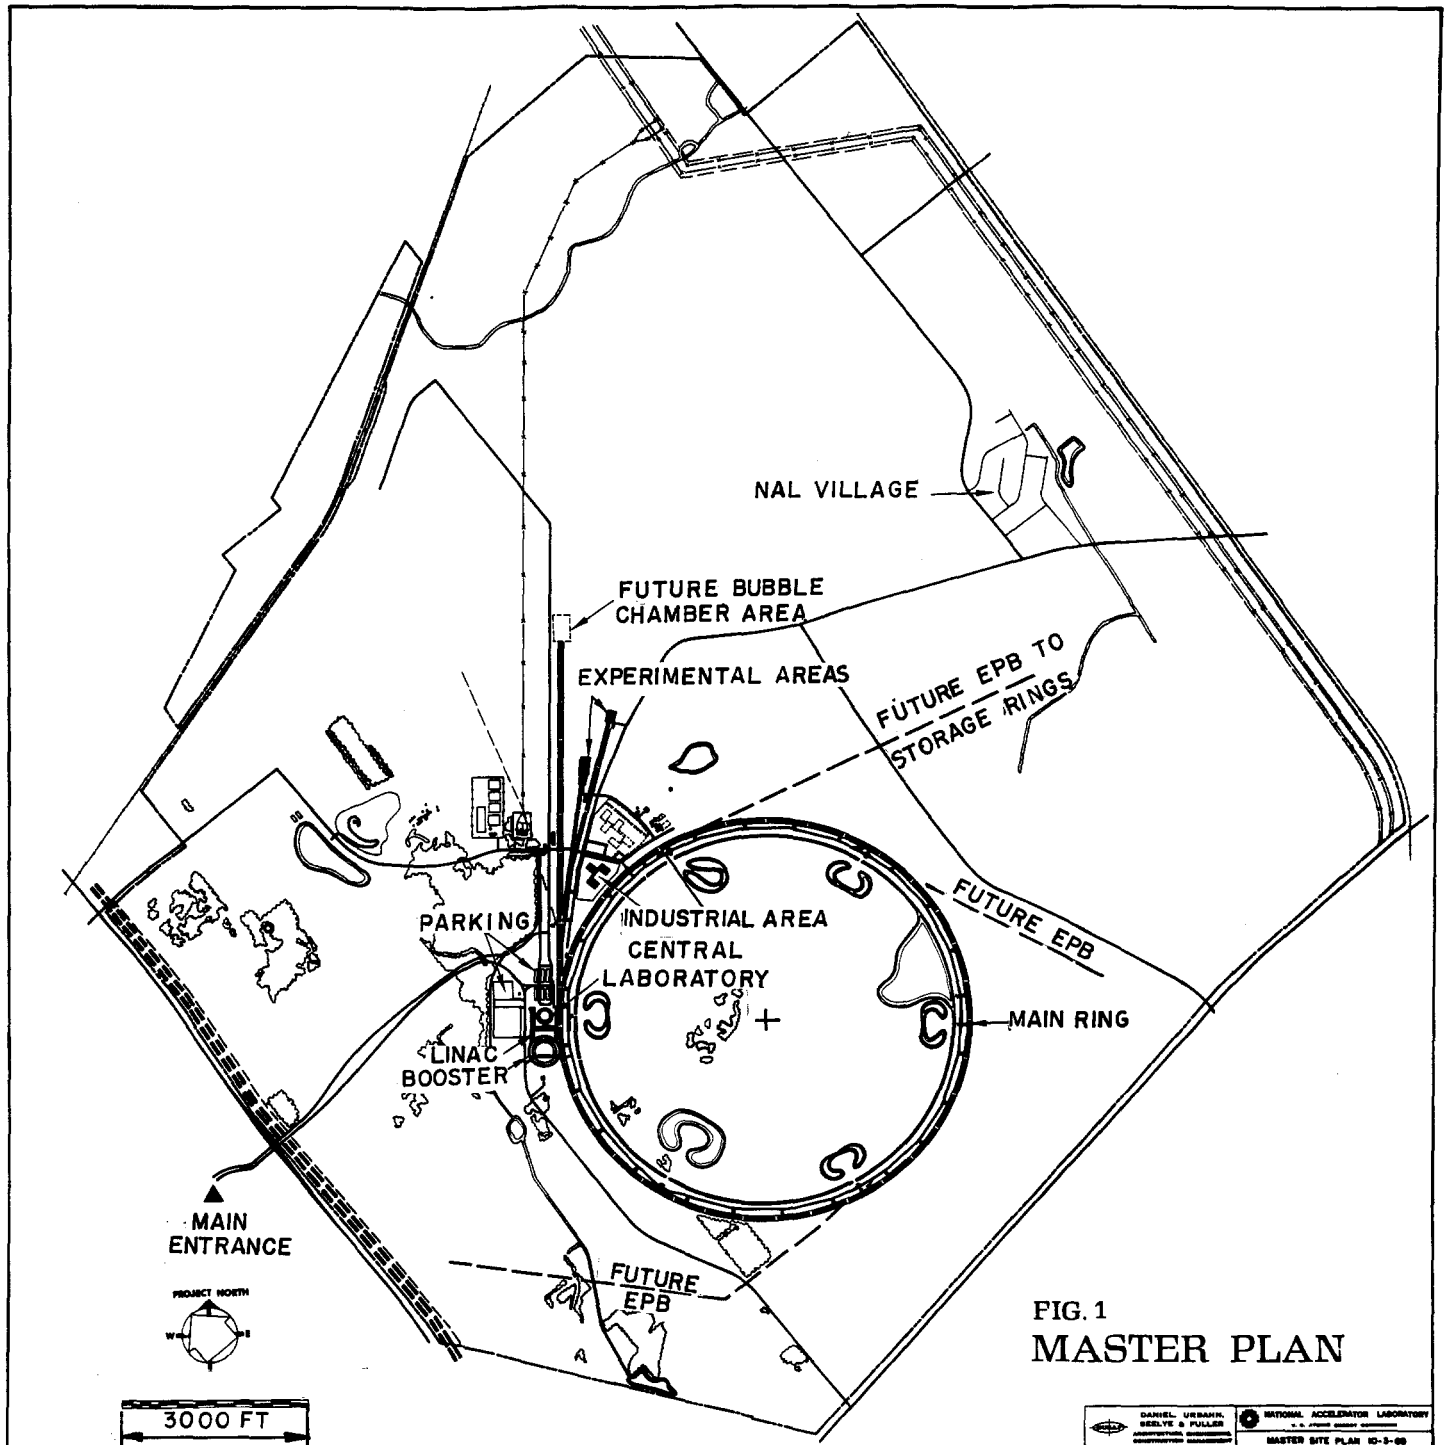 NAL VILLAGE
FUTURE BUBBLE
CHAMBER AREA
EXPERIMENTAL AREAS
FUTURE EPB TO
STORAGE RINGS
FUTURE EPB
PARKING
INDUSTRIAL AREA
CENTRAL
LABORATORY
MAIN RING
LINAC
BOOSTER
MAIN
ENTRANCE
FUTURE
EPB
PROJECT NORTH
W E
3000 FT
FIG. 1
MASTER PLAN
DANIEL, URBAHN,
SEELYE & FULLER
NATIONAL ACCELERATOR LABORATORY
MASTER SITE PLAN